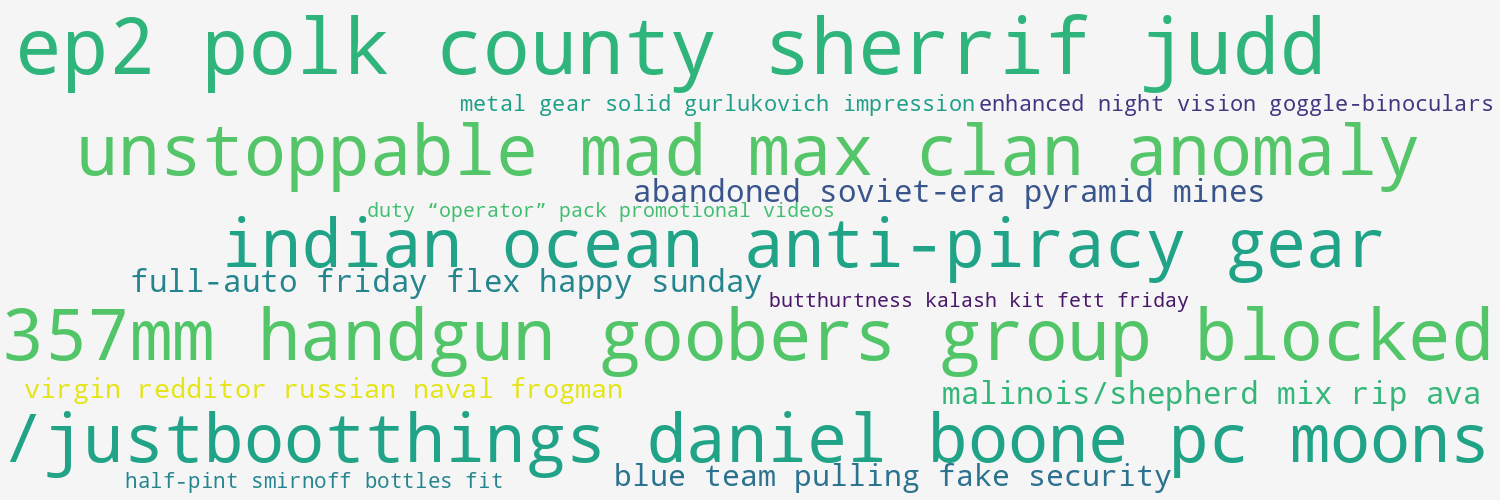 ep2 polk county sherrif judd
metal gear solid gurlukovich impression
enhanced night vision goggle-binoculars
unstoppable mad max clan anomaly
abandoned soviet-era pyramid mines
duty “operator” pack promotional videos
indian ocean anti-piracy gear
full-auto friday flex happy sunday
butthurtness kalash kit fett friday
357mm handgun goobers group blocked
virgin redditor russian naval frogman
malinois/shepherd mix rip ava
/justbootthings daniel boone pc moons
half-pint smirnoff bottles fit
blue team pulling fake security